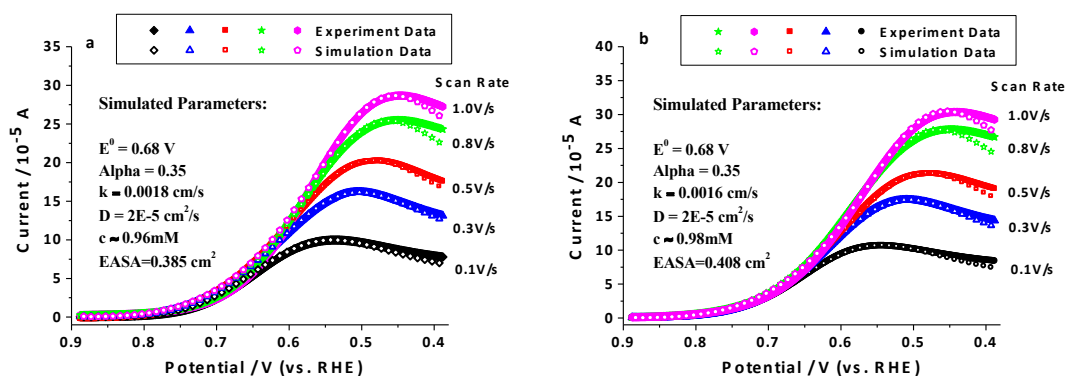 a
Experiment Data
Simulation Data
Scan Rate
Simulated Parameters:
E⁰ = 0.68 V
Alpha = 0.35
k = 0.0018 cm/s
D = 2E-5 cm²/s
c ≈ 0.96mM
EASA=0.385 cm²
1.0V/s
0.8V/s
0.5V/s
0.3V/s
0.1V/s
Current /10⁻⁵ A
35
30
25
20
15
10
5
0
0.9 0.8 0.7 0.6 0.5 0.4
Potential /V (vs. RHE)
b
Experiment Data
Simulation Data
Scan Rate
Simulated Parameters:
E⁰ = 0.68 V
Alpha = 0.35
k = 0.0016 cm/s
D = 2E-5 cm²/s
c ≈ 0.98mM
EASA=0.408 cm²
1.0V/s
0.8V/s
0.5V/s
0.3V/s
0.1V/s
Current /10⁻⁵ A
40
35
30
25
20
15
10
5
0
0.9 0.8 0.7 0.6 0.5 0.4
Potential /V (vs. RHE)